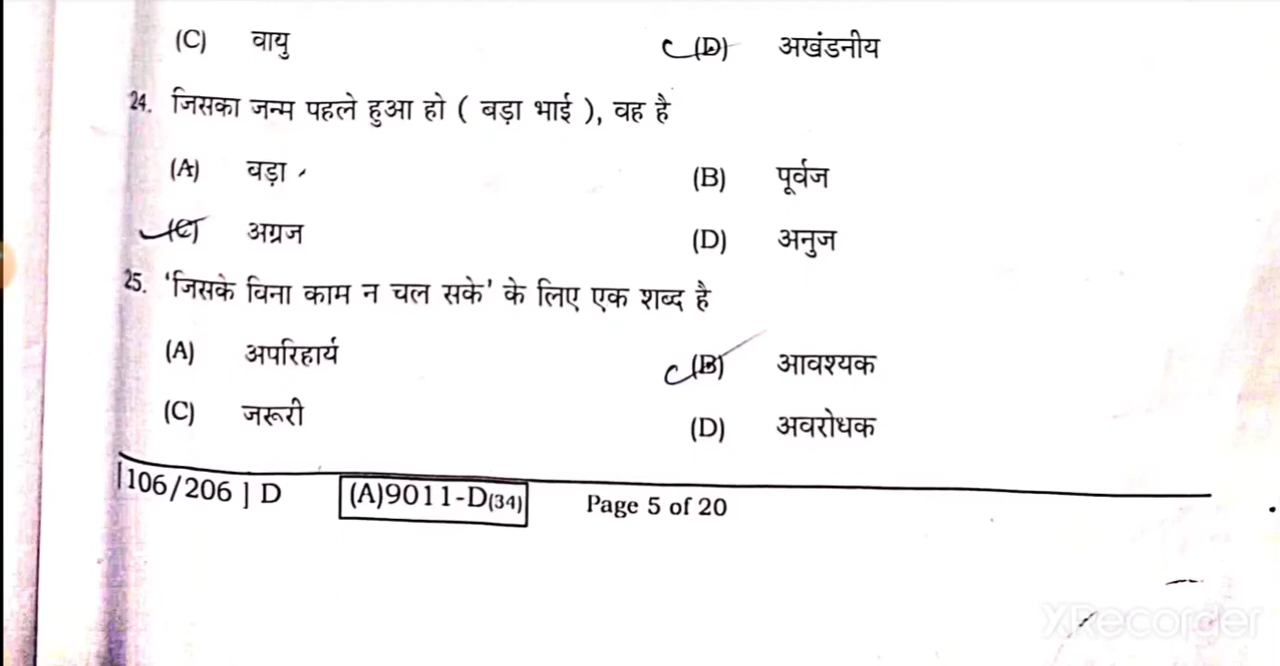 (C) वायु (D) अखंडनीय
24. जिसका जन्म पहले हुआ हो ( बड़ा भाई ), वह है
(A) बड़ा (B) पूर्वज
(C) अग्रज (D) अनुज
25. 'जिसके विना काम न चल सके' के लिए एक शब्द है
(A) अपरिहार्य (B) आवश्यक
(C) जरूरी (D) अवरोधक
[106/206 ] D (A)9011-D(34) Page 5 of 20
XRecorder